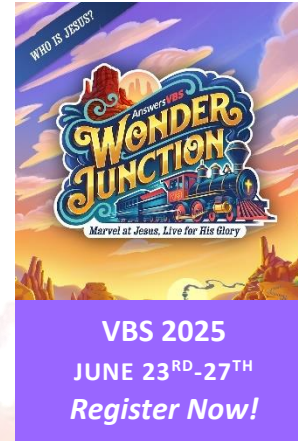 WHO IS JESUS?
AnswersVBS
WONDER
JUNCTION
Marvel at Jesus, Live for His Glory
VBS 2025
JUNE 23RD-27TH
Register Now!